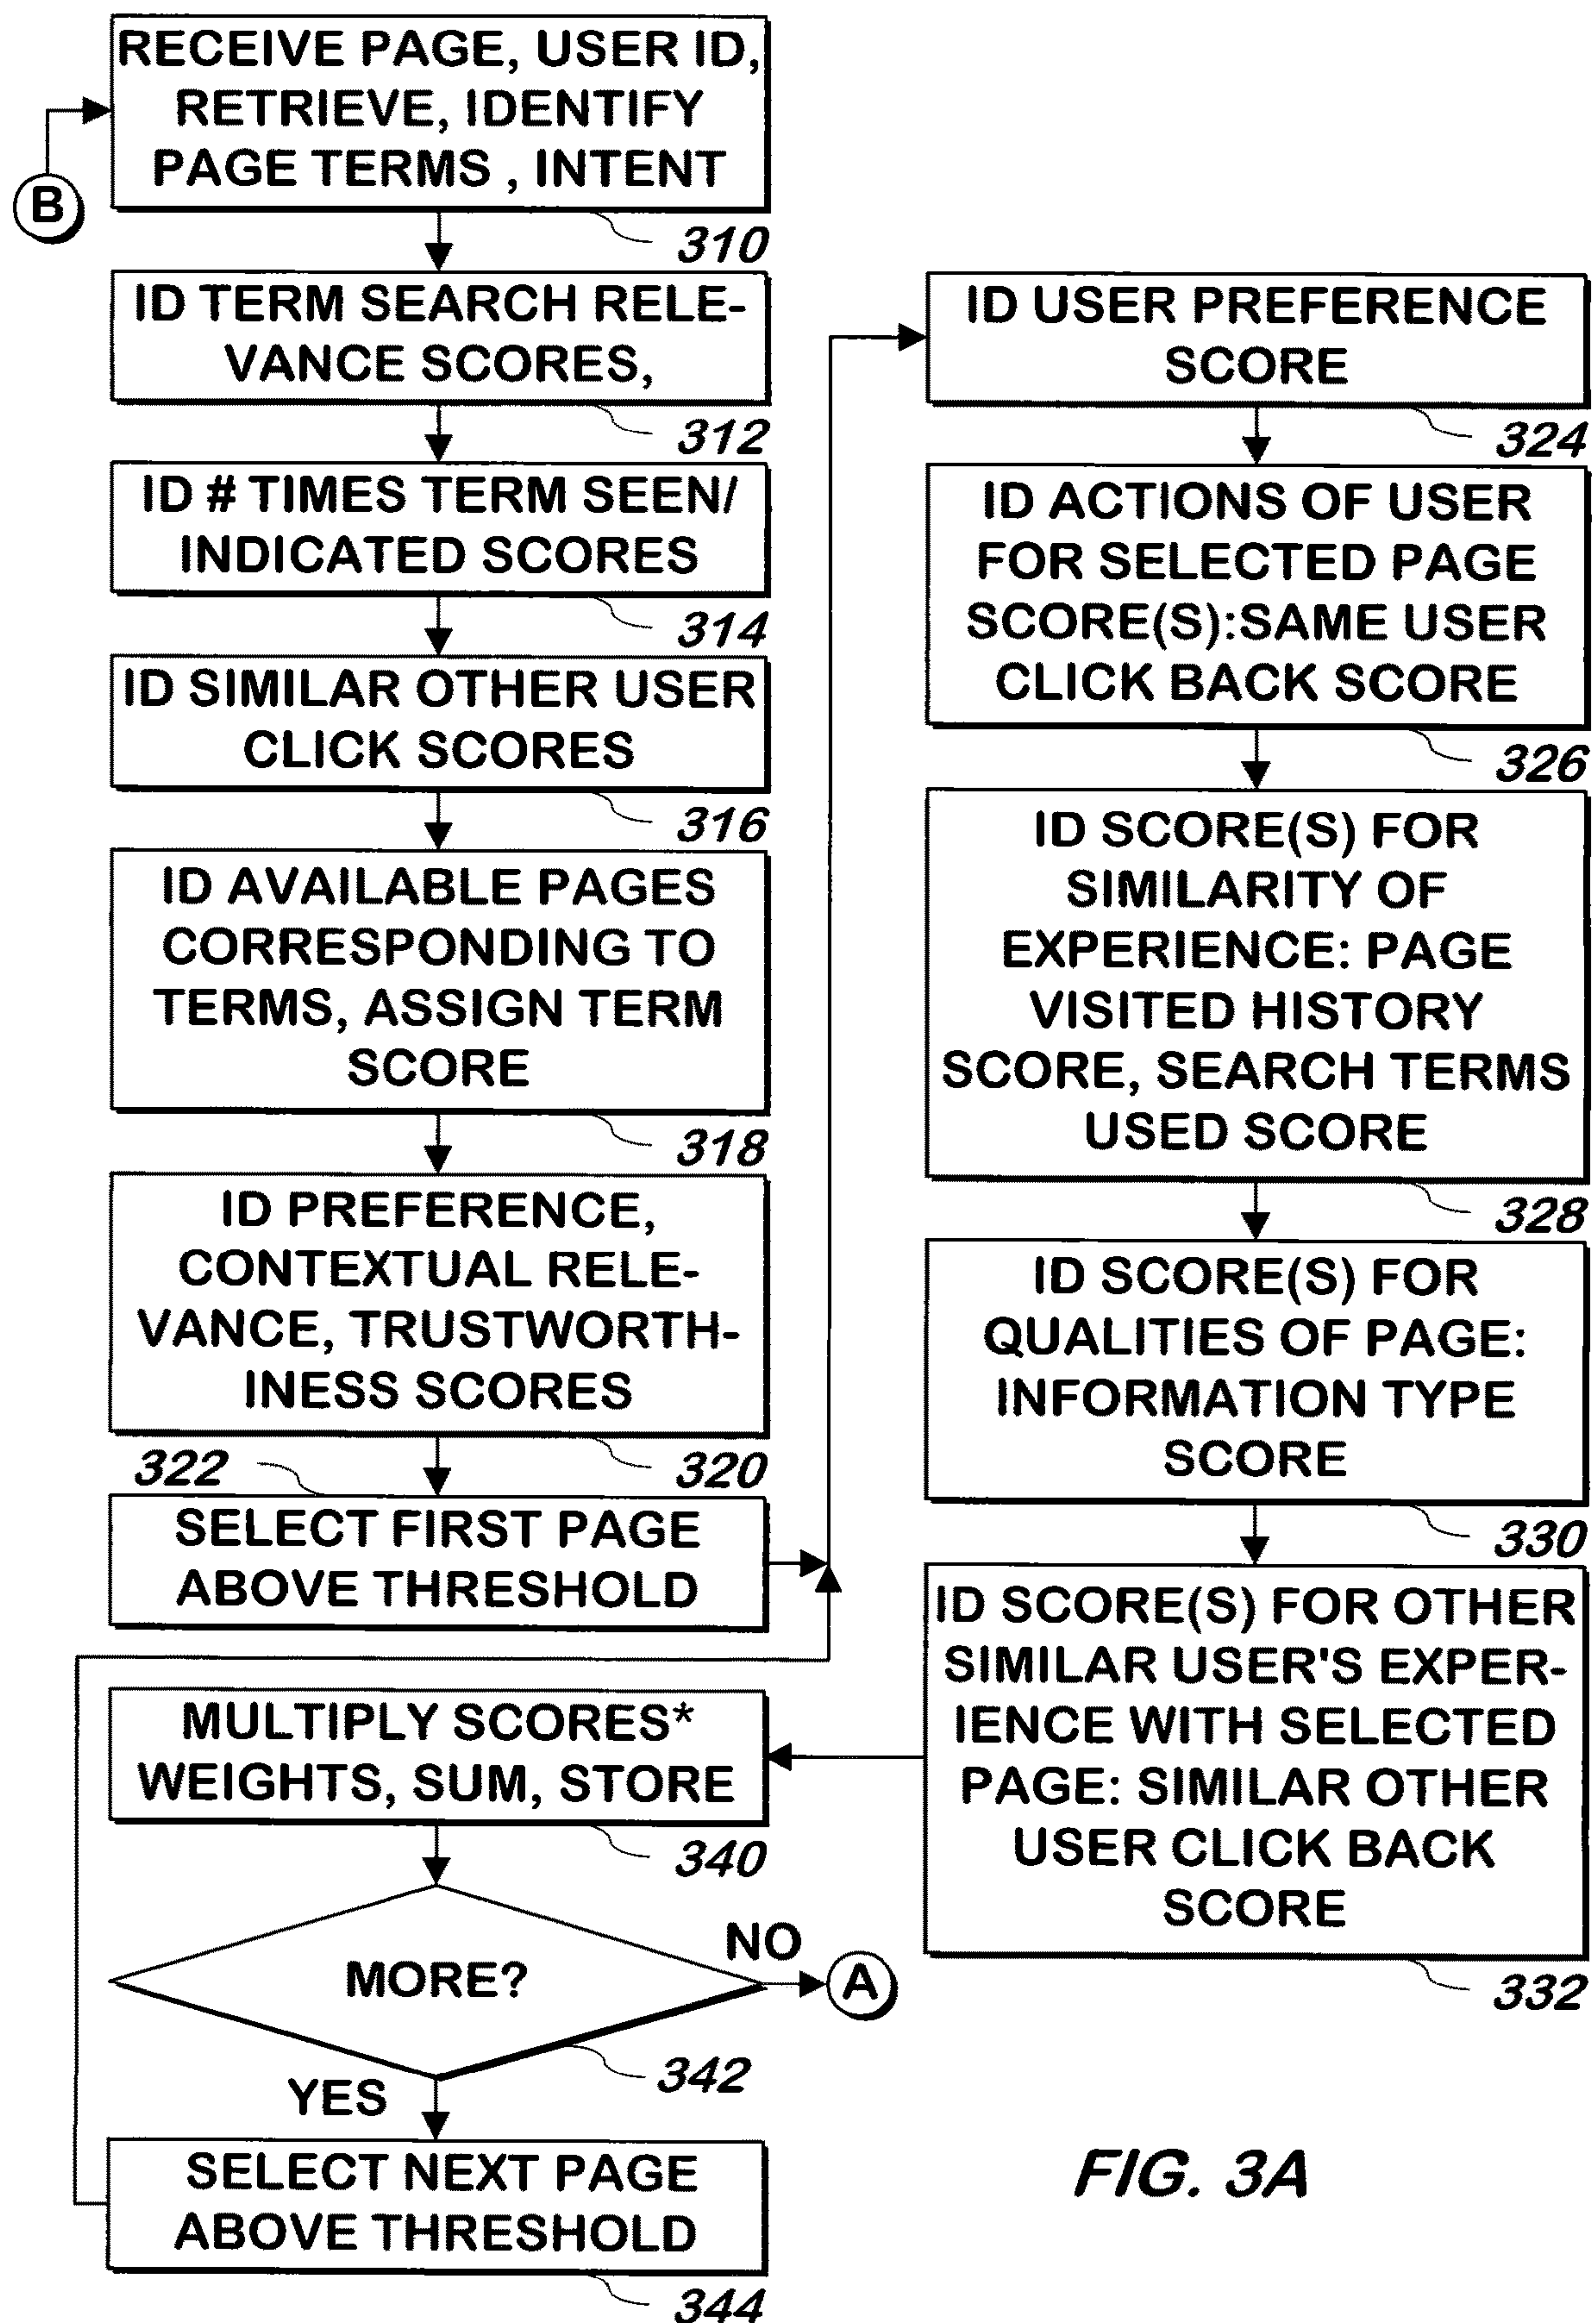 RECEIVE PAGE, USER ID,
RETRIEVE, IDENTIFY
PAGE TERMS , INTENT
B
310
ID TERM SEARCH RELE-
VANCE SCORES,
312
ID # TIMES TERM SEEN/
INDICATED SCORES
314
ID SIMILAR OTHER USER
CLICK SCORES
316
ID AVAILABLE PAGES
CORRESPONDING TO
TERMS, ASSIGN TERM
SCORE
318
ID PREFERENCE,
CONTEXTUAL RELE-
VANCE, TRUSTWORTH-
INESS SCORES
320
322
SELECT FIRST PAGE
ABOVE THRESHOLD
ID USER PREFERENCE
SCORE
324
ID ACTIONS OF USER
FOR SELECTED PAGE
SCORE(S):SAME USER
CLICK BACK SCORE
326
ID SCORE(S) FOR
SIMILARITY OF
EXPERIENCE: PAGE
VISITED HISTORY
SCORE, SEARCH TERMS
USED SCORE
328
ID SCORE(S) FOR
QUALITIES OF PAGE:
INFORMATION TYPE
SCORE
330
ID SCORE(S) FOR OTHER
SIMILAR USER'S EXPER-
IENCE WITH SELECTED
PAGE: SIMILAR OTHER
USER CLICK BACK
SCORE
332
MULTIPLY SCORES*
WEIGHTS, SUM, STORE
340
MORE?
NO
A
342
YES
SELECT NEXT PAGE
ABOVE THRESHOLD
344
FIG. 3A